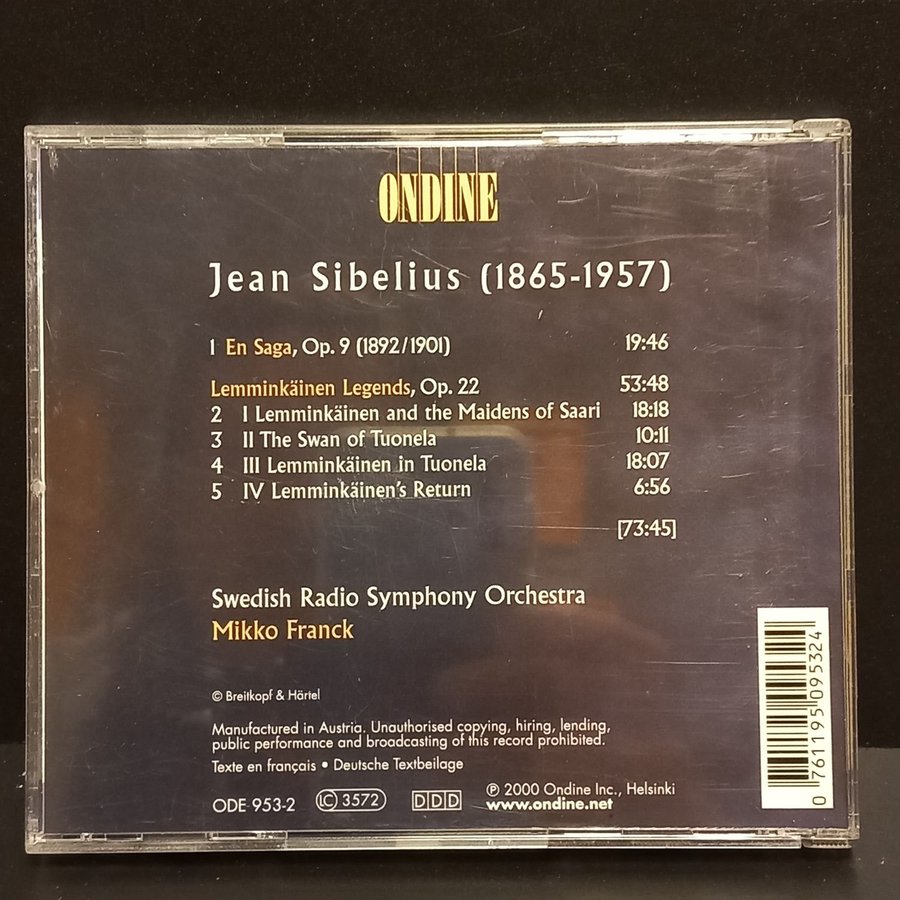 ONDINE
Jean Sibelius (1865-1957)
1 En Saga, Op. 9 (1892/1901) 19:46
Lemminkäinen Legends, Op. 22 53:48
2 I Lemminkäinen and the Maidens of Saari 18:18
3 II The Swan of Tuonela 10:11
4 III Lemminkäinen in Tuonela 18:07
5 IV Lemminkäinen's Return 6:56
[73:45]
Swedish Radio Symphony Orchestra
Mikko Franck
© Breitkopf & Härtel
Manufactured in Austria. Unauthorised copying, hiring, lending,
public performance and broadcasting of this record prohibited.
Texte en français • Deutsche Textbeilage
ODE 953-2 LC 3572 DDD ℗ 2000 Ondine Inc., Helsinki
www.ondine.net
0 761195 095324